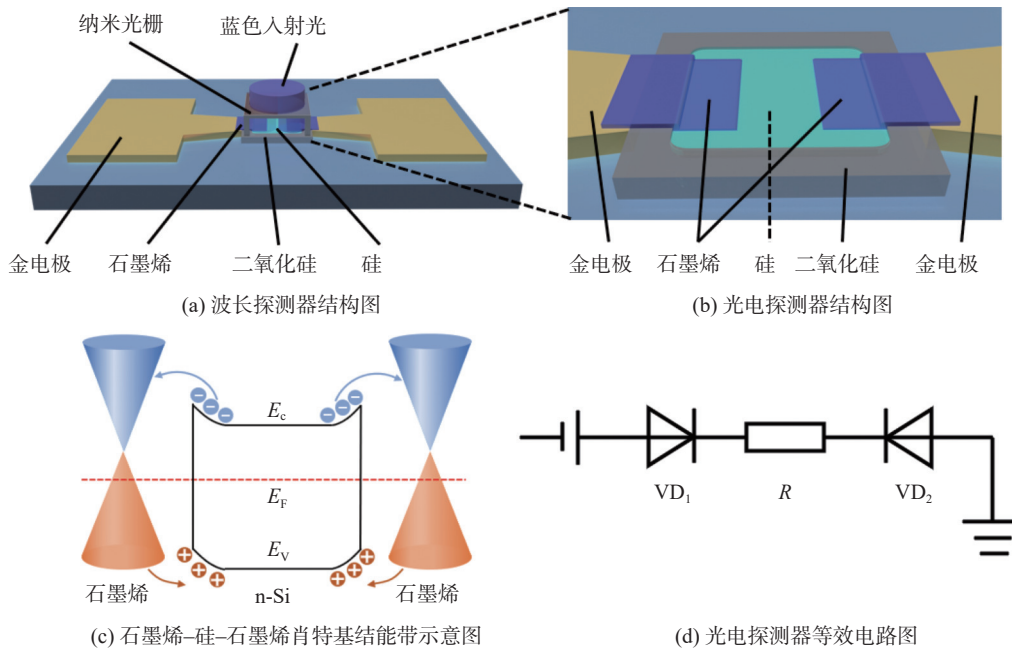 纳米光栅 蓝色入射光
金电极 石墨烯 二氧化硅 硅
(a) 波长探测器结构图
金电极 石墨烯 硅 二氧化硅 金电极
(b) 光电探测器结构图
Ec
EF
EV
石墨烯 n-Si 石墨烯
(c) 石墨烯–硅–石墨烯肖特基结能带示意图
VD1 R VD2
(d) 光电探测器等效电路图